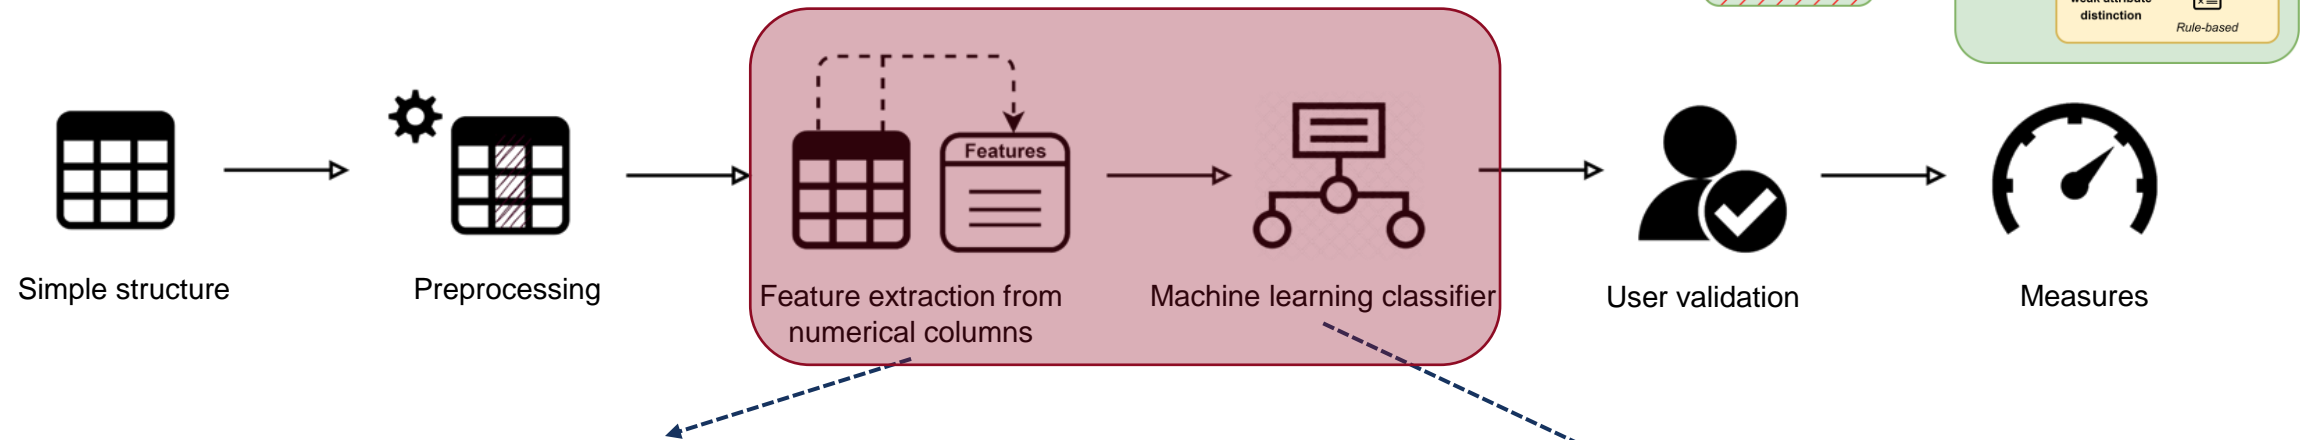 distinction
Rule-based
Features
Simple structure
Preprocessing
Feature extraction from
numerical columns
Machine learning classifier
User validation
Measures